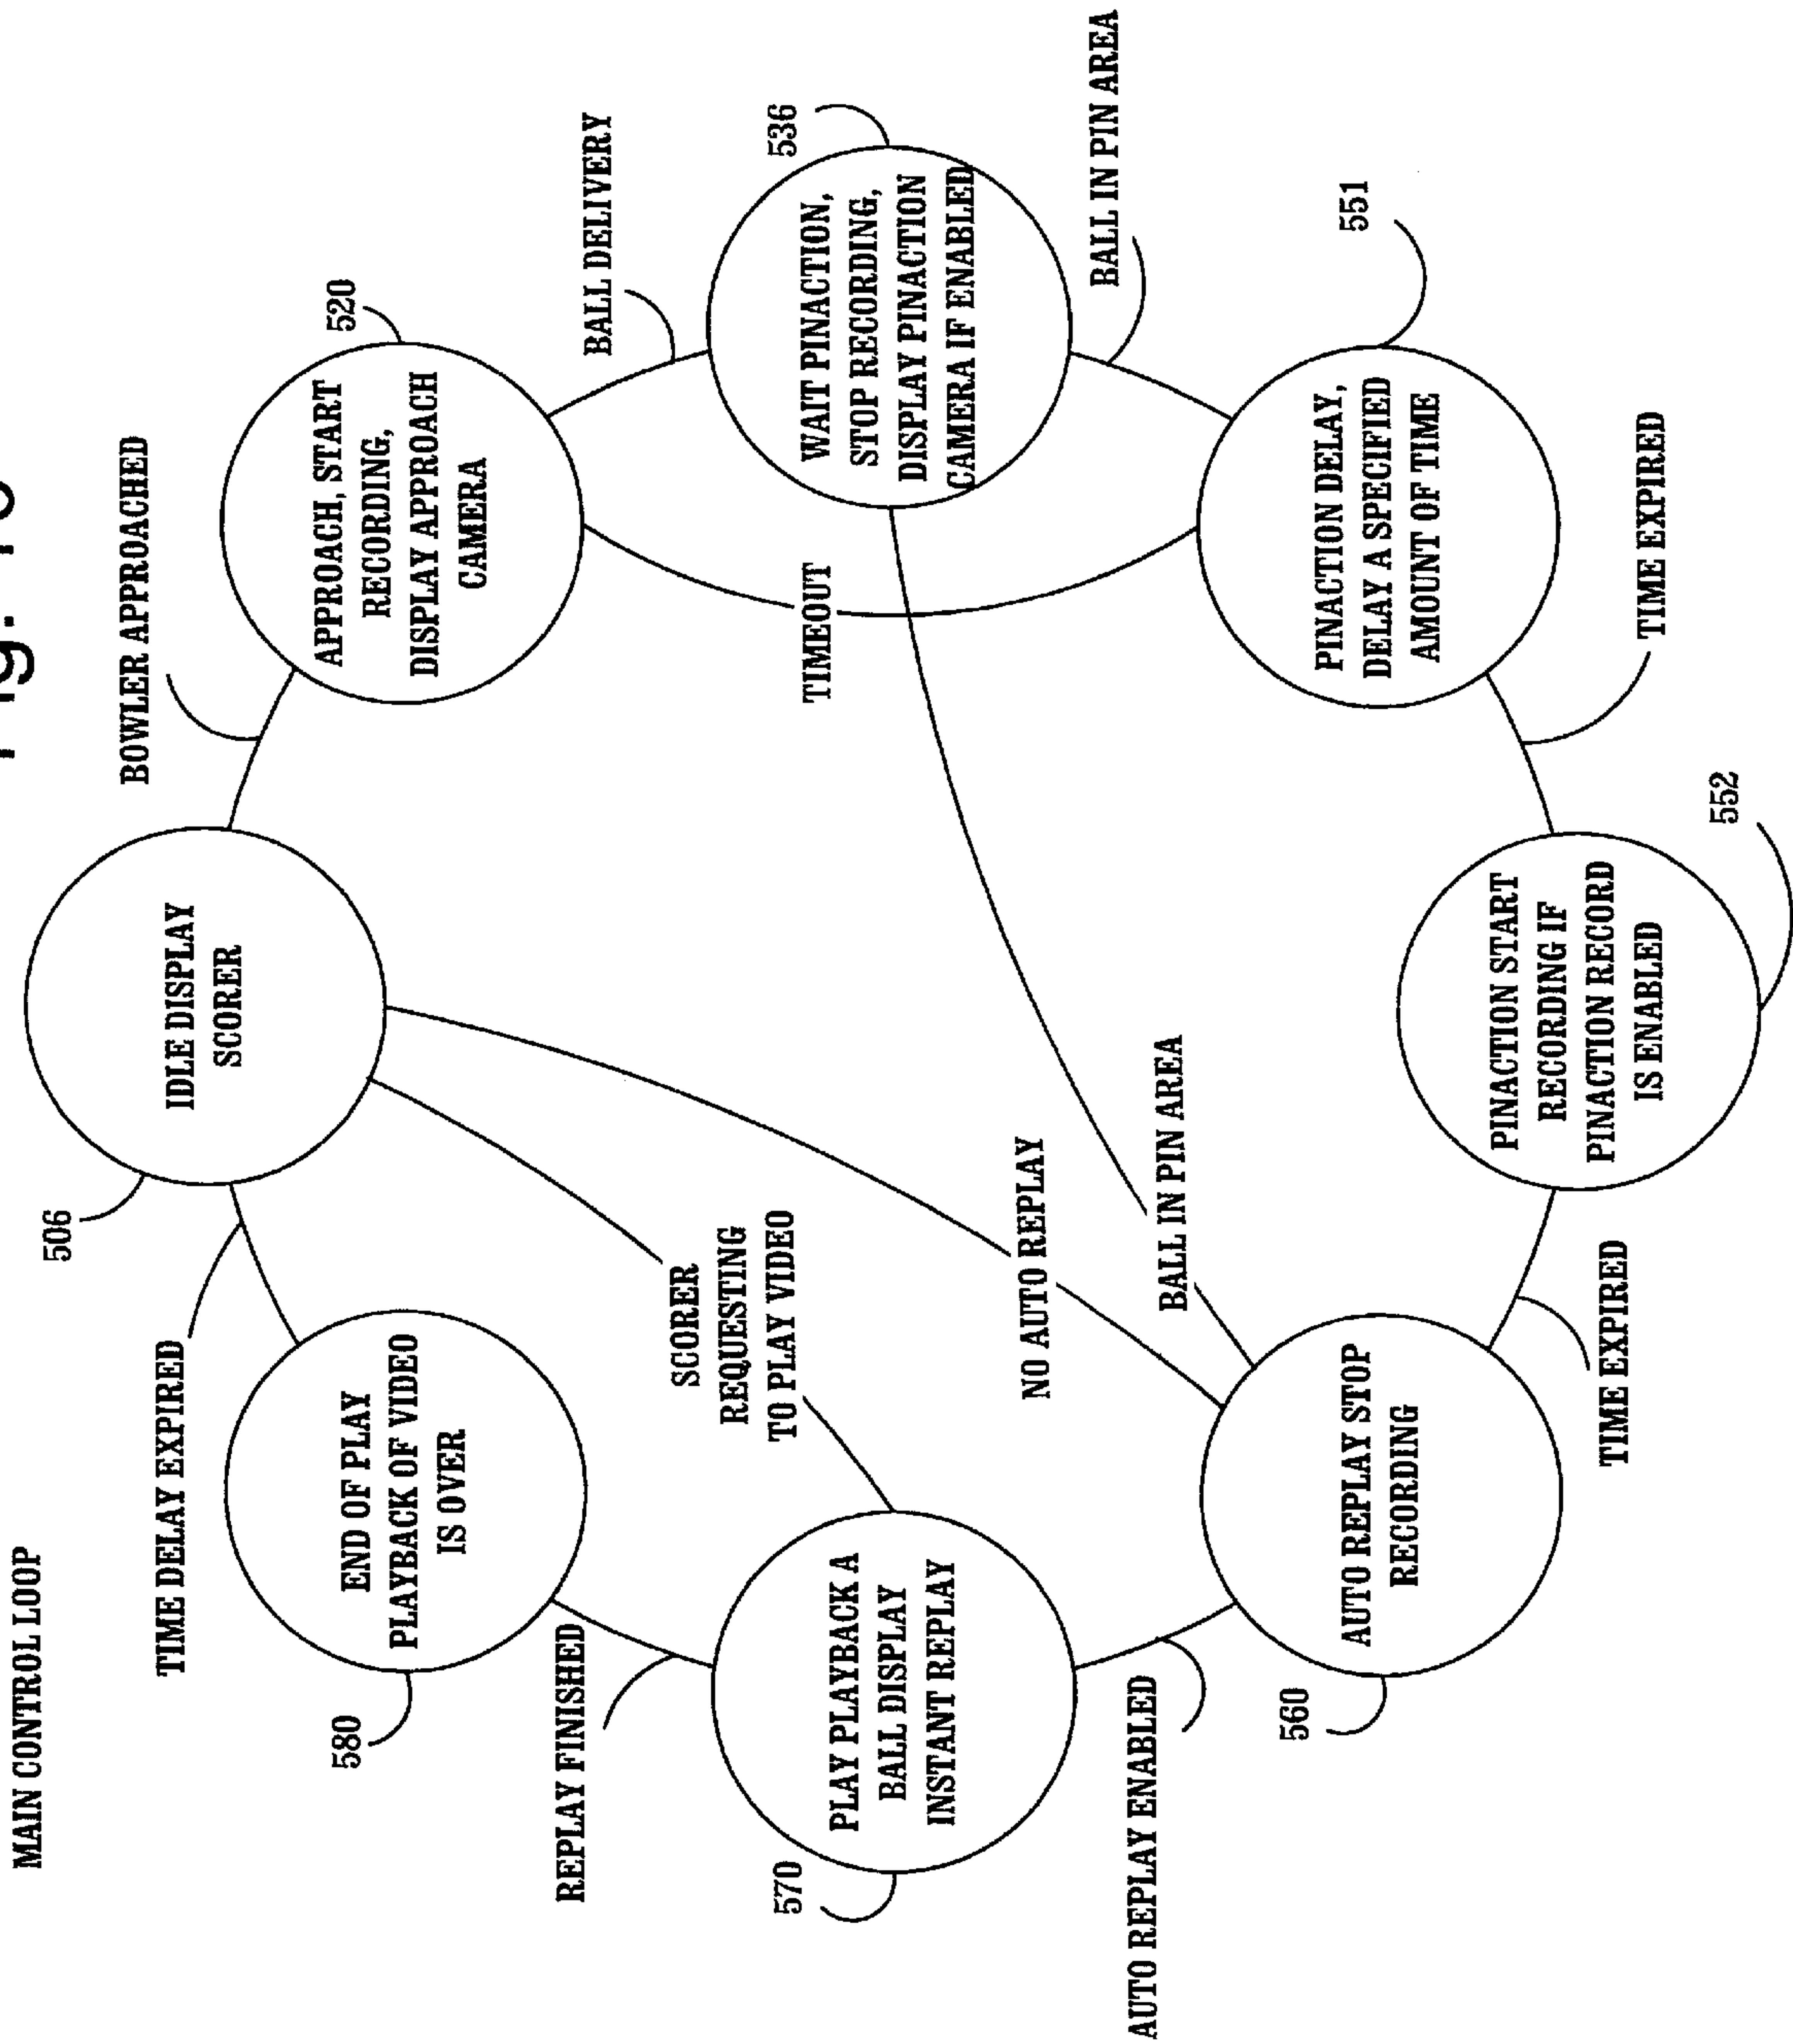 MAIN CONTROL LOOP
Fig.
506
IDLE DISPLAY
SCORER
BOWLER APPROACHED
520
APPROACH, START
RECORDING,
DISPLAY APPROACH
CAMERA
BALL DELIVERY
536
WAIT PINACTION,
STOP RECORDING,
DISPLAY PINACTION
CAMERA IF ENABLED
BALL IN PIN AREA
551
PINACTION DELAY,
DELAY A SPECIFIED
AMOUNT OF TIME
TIMEOUT
TIME EXPIRED
552
PINACTION START
RECORDING IF
PINACTION RECORD
IS ENABLED
TIME EXPIRED
560
AUTO REPLAY STOP
RECORDING
BALL IN PIN AREA
NO AUTO REPLAY
AUTO REPLAY ENABLED
570
PLAY PLAYBACK A
BALL DISPLAY
INSTANT REPLAY
SCORER
REQUESTING
TO PLAY VIDEO
REPLAY FINISHED
580
END OF PLAY
PLAYBACK OF VIDEO
IS OVER
TIME DELAY EXPIRED